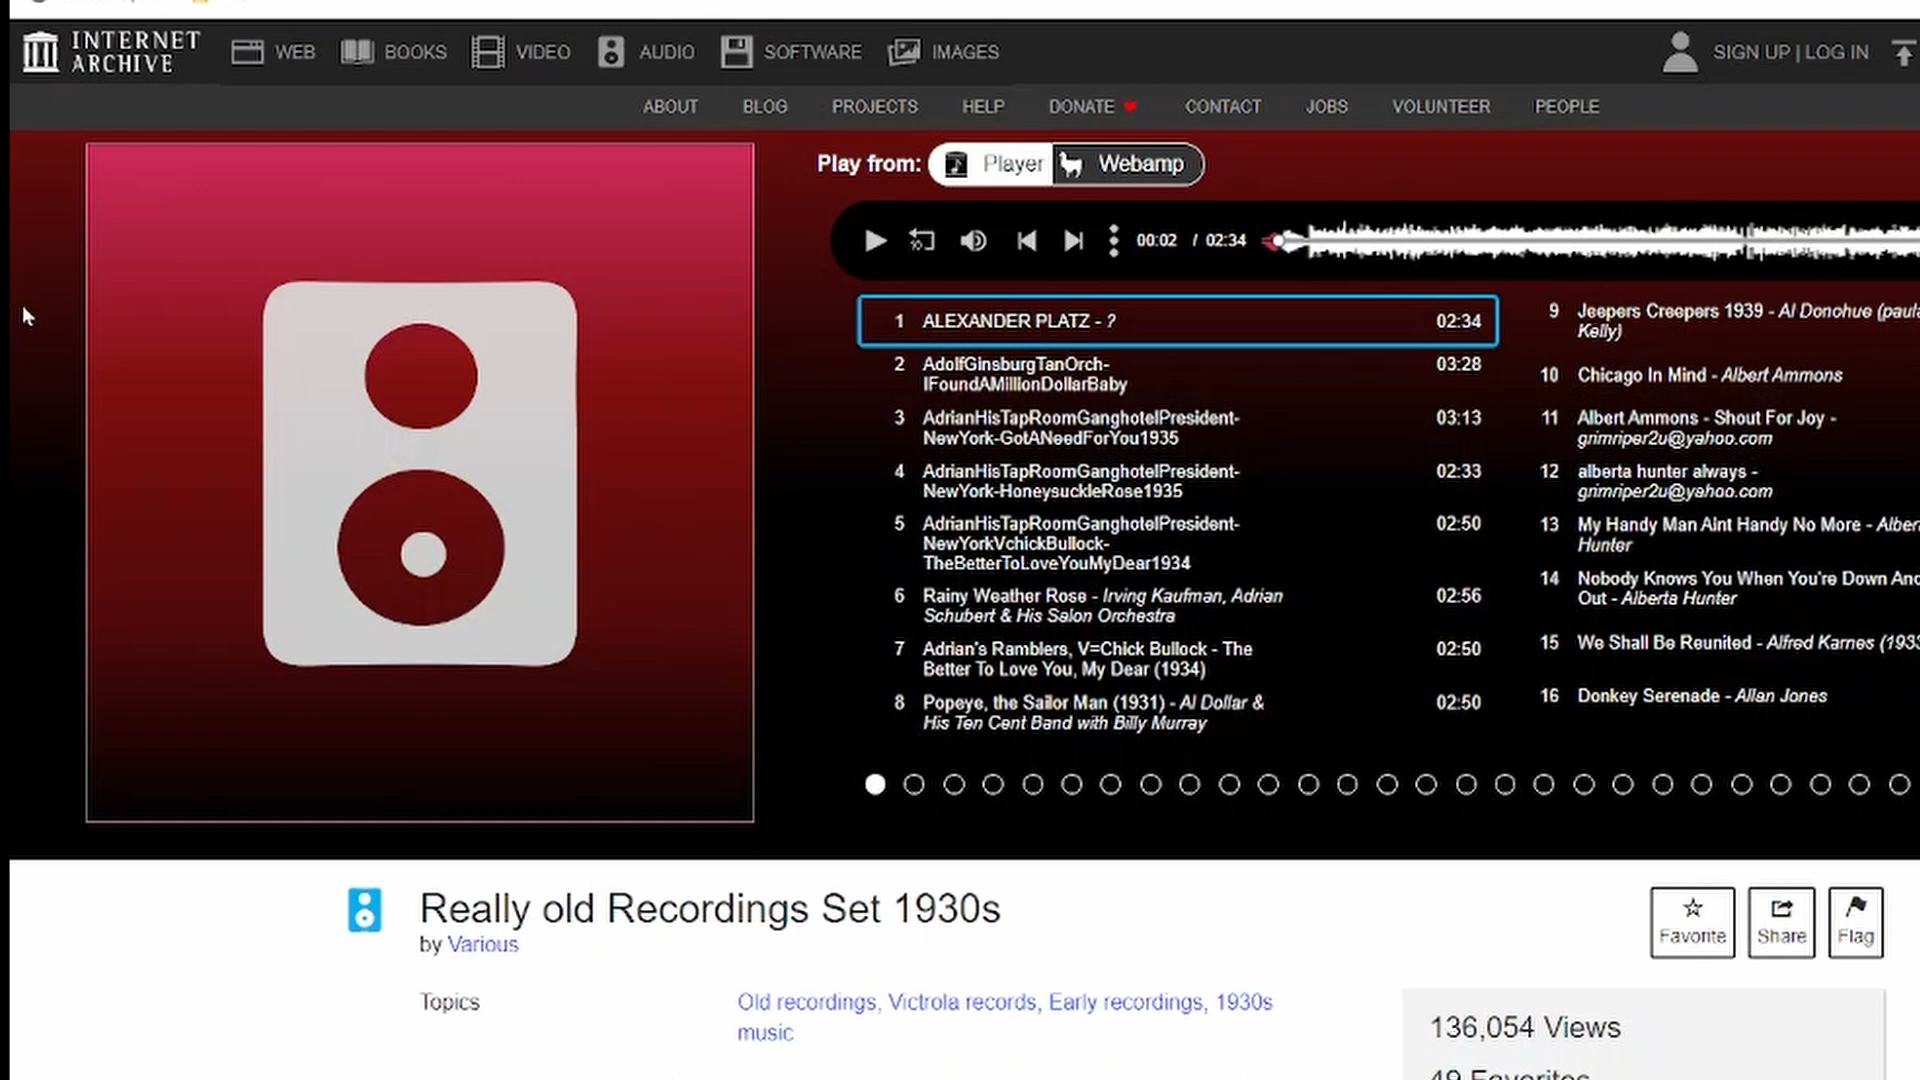 INTERNET ARCHIVE
WEB BOOKS VIDEO AUDIO SOFTWARE IMAGES SIGN UP | LOG IN
ABOUT BLOG PROJECTS HELP DONATE CONTACT JOBS VOLUNTEER PEOPLE
Play from: Player Webamp
10 00:02 / 02:34
1 ALEXANDER PLATZ - ? 02:34
2 AdolfGinsburgTanOrch- 03:28
IFoundAMillionDollarBaby
3 AdrianHisTapRoomGanghotelPresident- 03:13
NewYork-GotANeedForYou1935
4 AdrianHisTapRoomGanghotelPresident- 02:33
NewYork-HoneysuckleRose1935
5 AdrianHisTapRoomGanghotelPresident- 02:50
NewYorkVchickBullock-
TheBetterToLoveYouMyDear1934
6 Rainy Weather Rose - Irving Kaufman, Adrian 02:56
Schubert & His Salon Orchestra
7 Adrian's Ramblers, V=Chick Bullock - The 02:50
Better To Love You, My Dear (1934)
8 Popeye, the Sailor Man (1931) - Al Dollar & 02:50
His Ten Cent Band with Billy Murray
9 Jeepers Creepers 1939 - Al Donohue (paula
Kelly)
10 Chicago In Mind - Albert Ammons
11 Albert Ammons - Shout For Joy -
grimriper2u@yahoo.com
12 alberta hunter always -
grimriper2u@yahoo.com
13 My Handy Man Aint Handy No More - Alber
Hunter
14 Nobody Knows You When You're Down And
Out - Alberta Hunter
15 We Shall Be Reunited - Alfred Karnes (193
16 Donkey Serenade - Allan Jones
Really old Recordings Set 1930s
by Various
Favorite Share Flag
Topics Old recordings, Victrola records, Early recordings, 1930s
music
136,054 Views
49 Favorites